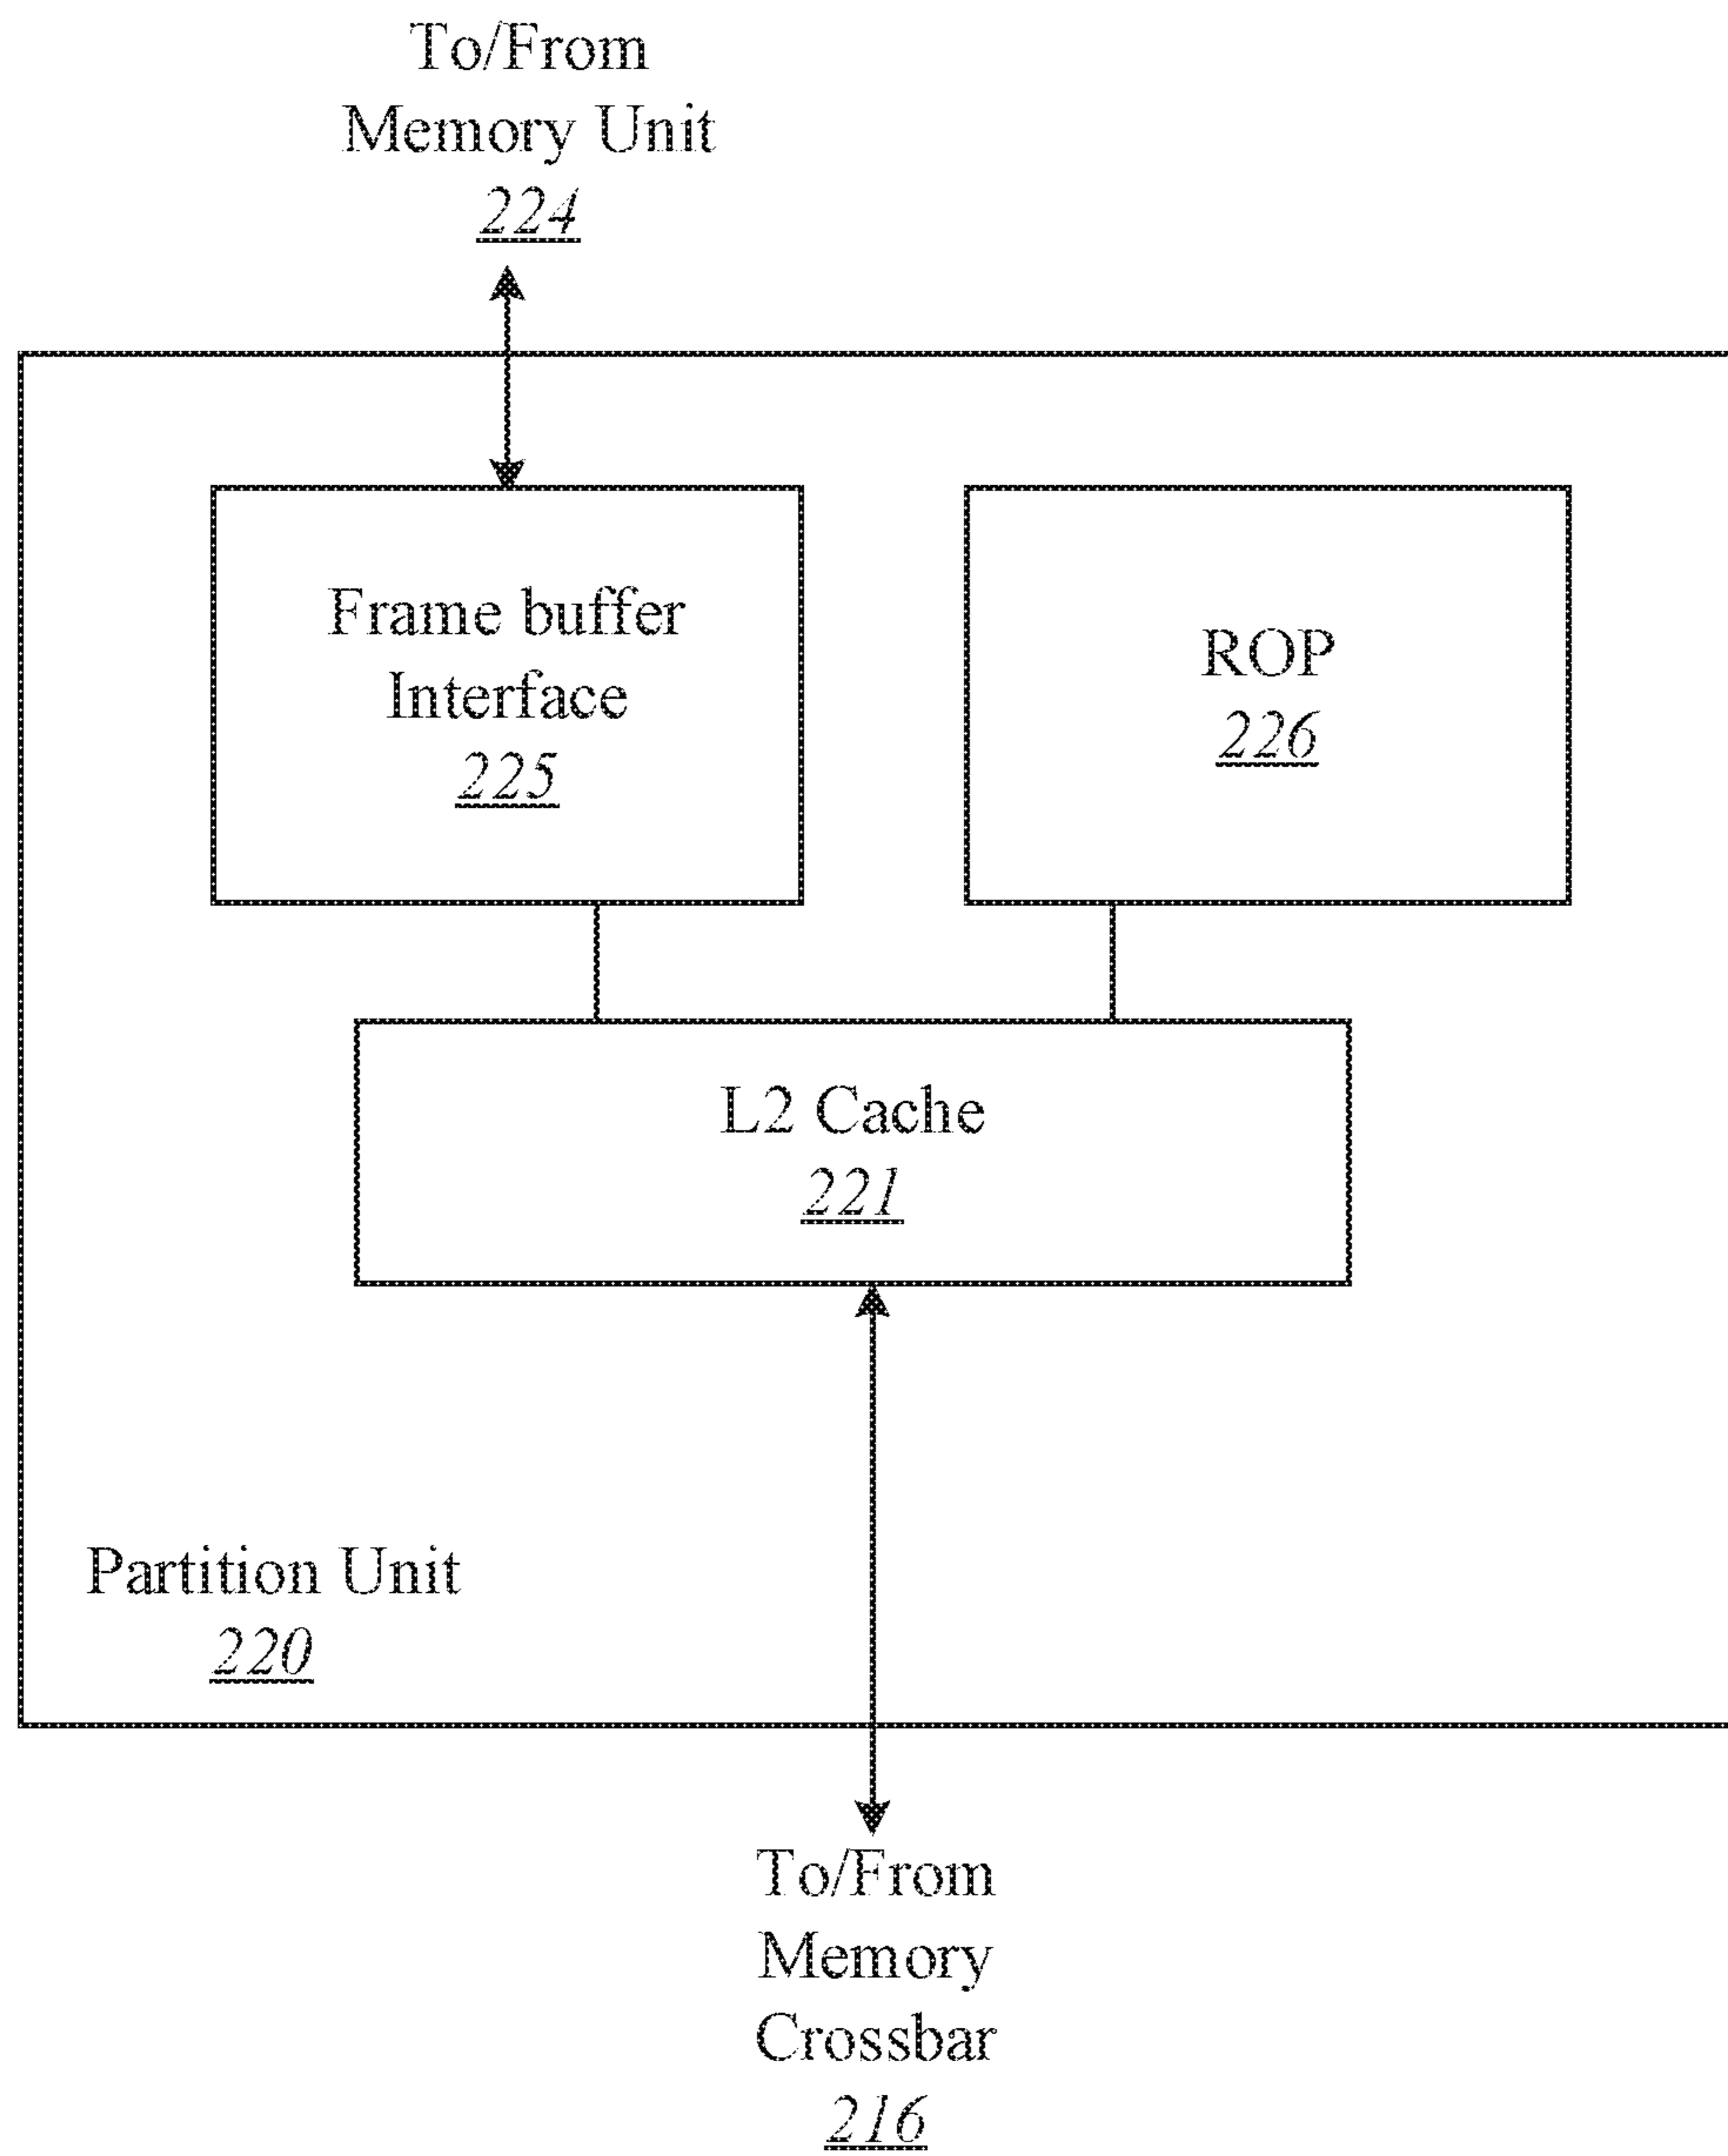 To/From
Memory Unit
224
Frame buffer
Interface
225
ROP
226
L2 Cache
221
Partition Unit
220
To/From
Memory
Crossbar
216